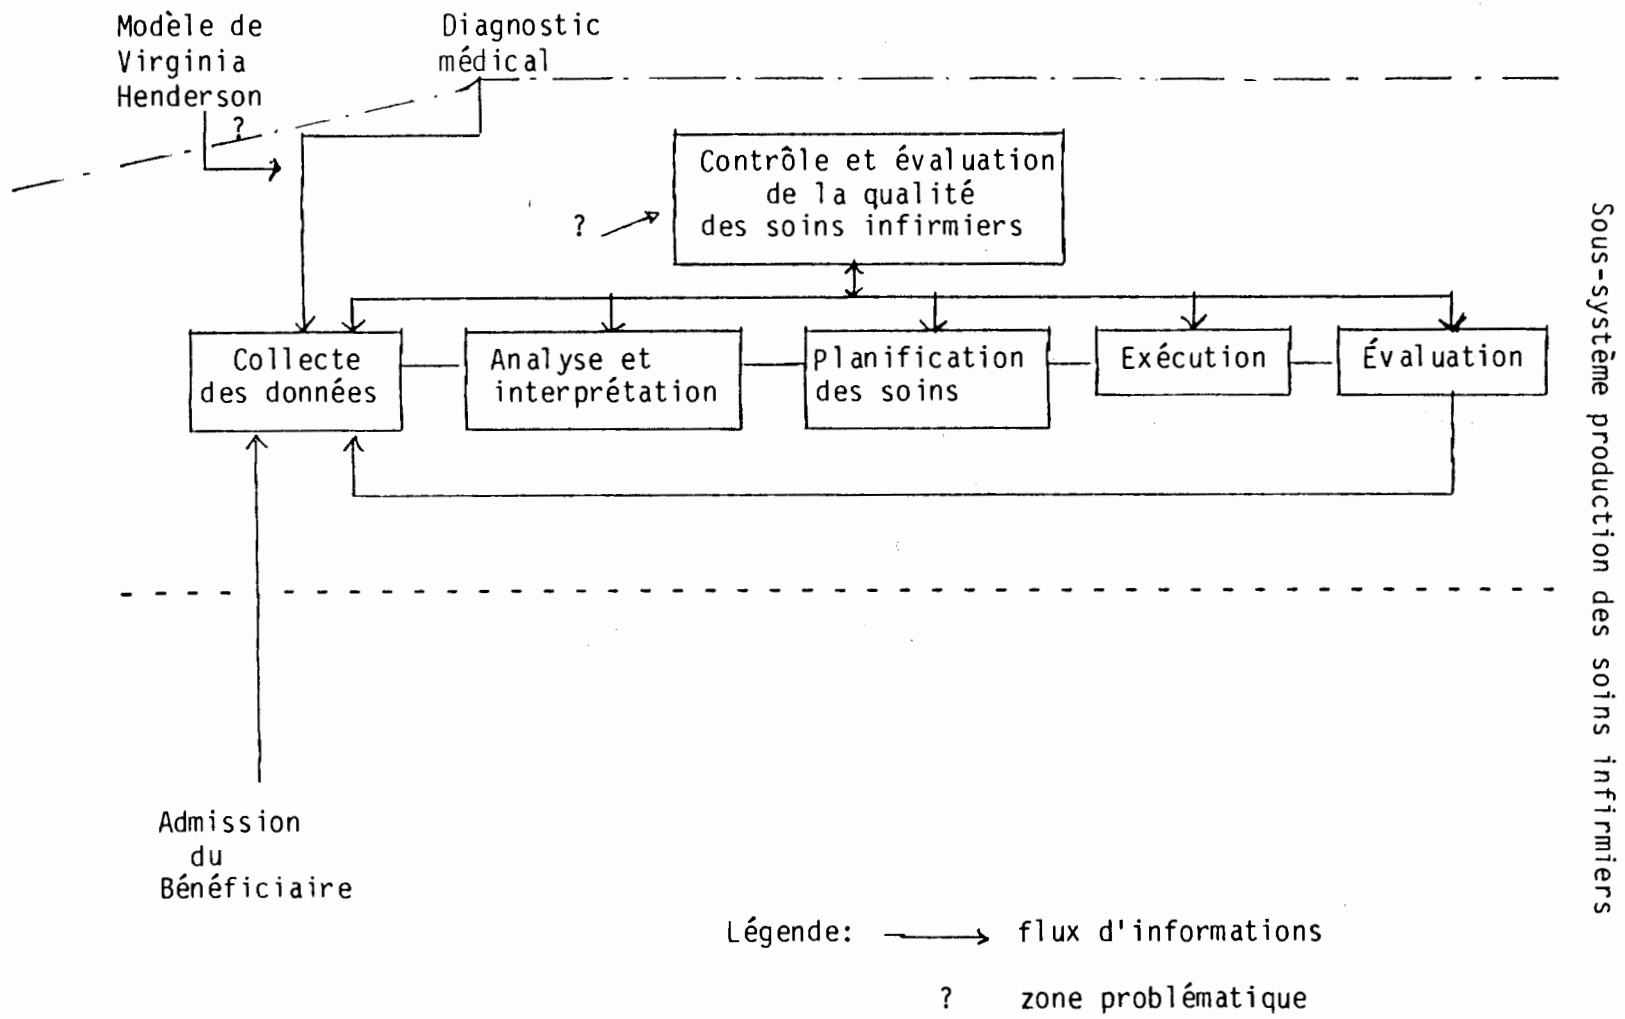 Modèle de
Virginia
Henderson
?
Diagnostic
médical
Contrôle et évaluation
de la qualité
des soins infirmiers
?
Collecte
des données
Analyse et
interprétation
Planification
des soins
Exécution
Évaluation
Admission
du
Bénéficiaire
Sous-système production des soins infirmiers
Légende: flux d'informations
? zone problématique